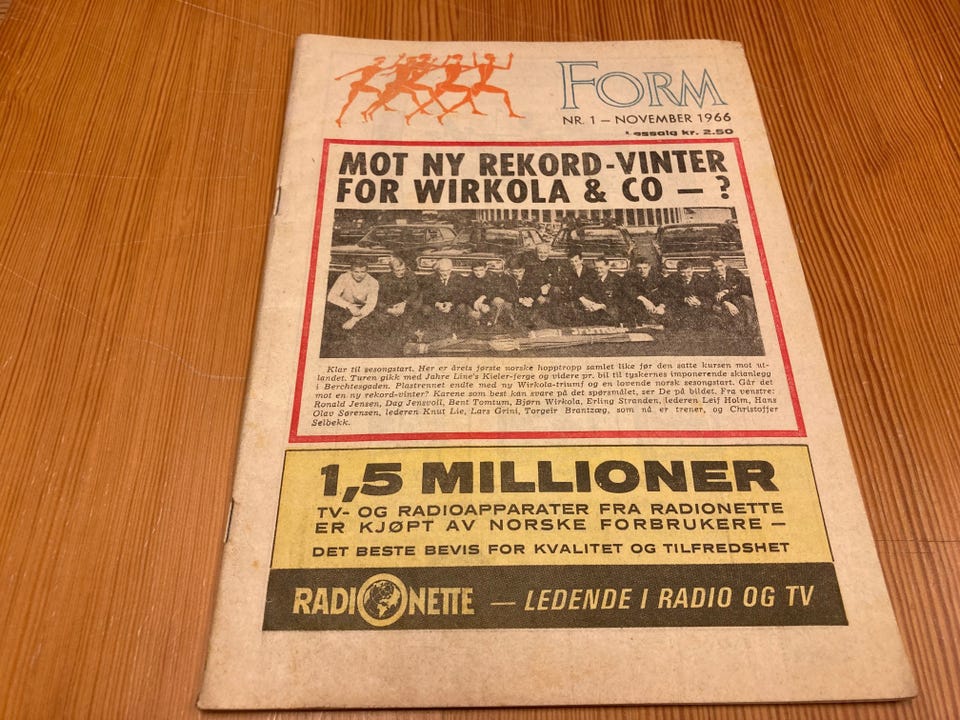 FORM
NR. 1 – NOVEMBER 1966
kr. 2.50
MOT NY REKORD-VINTER
FOR WIRKOLA & CO — ?
Klar til sesongstart. Her er årets første norske hopptropp samlet like før den satte kursen mot ut-
landet. Turen gikk med Jahre Line's Kieler-ferge og videre pr. bil til tyskernes imponerende skianlegg
i Berchtesgaden. Plastrennet endte med ny Wirkola-triumf og en lovende norsk sesongstart. Går det
mot en ny rekord-vinter? Karene som best kan svare på det spørsmålet, ser De på bildet. Fra venstre:
Ronald Jensen, Dag Jensvoll, Bent Tomtum, Bjørn Wirkola, Erling Stranden, lederen Leif Holm, Hans
Olav Sørensen, lederen Knut Lie, Lars Grini, Torgeir Brantzæg, som nå er trener, og Christoffer
Selbekk.
1,5 MILLIONER
TV- OG RADIOAPPARATER FRA RADIONETTE
ER KJØPT AV NORSKE FORBRUKERE –
DET BESTE BEVIS FOR KVALITET OG TILFREDSHET
RADIONETTE — LEDENDE I RADIO OG TV